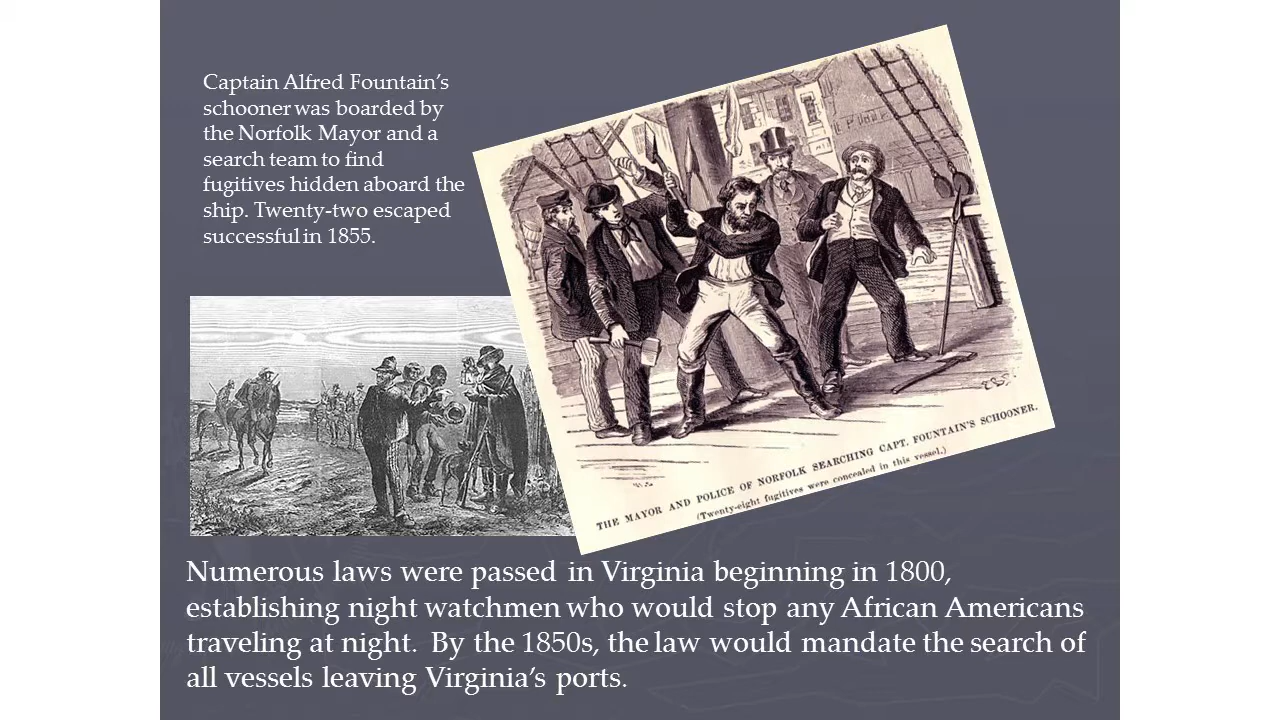 Captain Alfred Fountain's
schooner was boarded by
the Norfolk Mayor and a
search team to find
fugitives hidden aboard the
ship. Twenty-two escaped
successful in 1855.
THE MAYOR AND POLICE OF NORFOLK SEARCHING CAPT. FOUNTAIN'S SCHOONER.
(Twenty-eight fugitives were concealed in this vessel.)
Numerous laws were passed in Virginia beginning in 1800,
establishing night watchmen who would stop any African Americans
traveling at night. By the 1850s, the law would mandate the search of
all vessels leaving Virginia's ports.